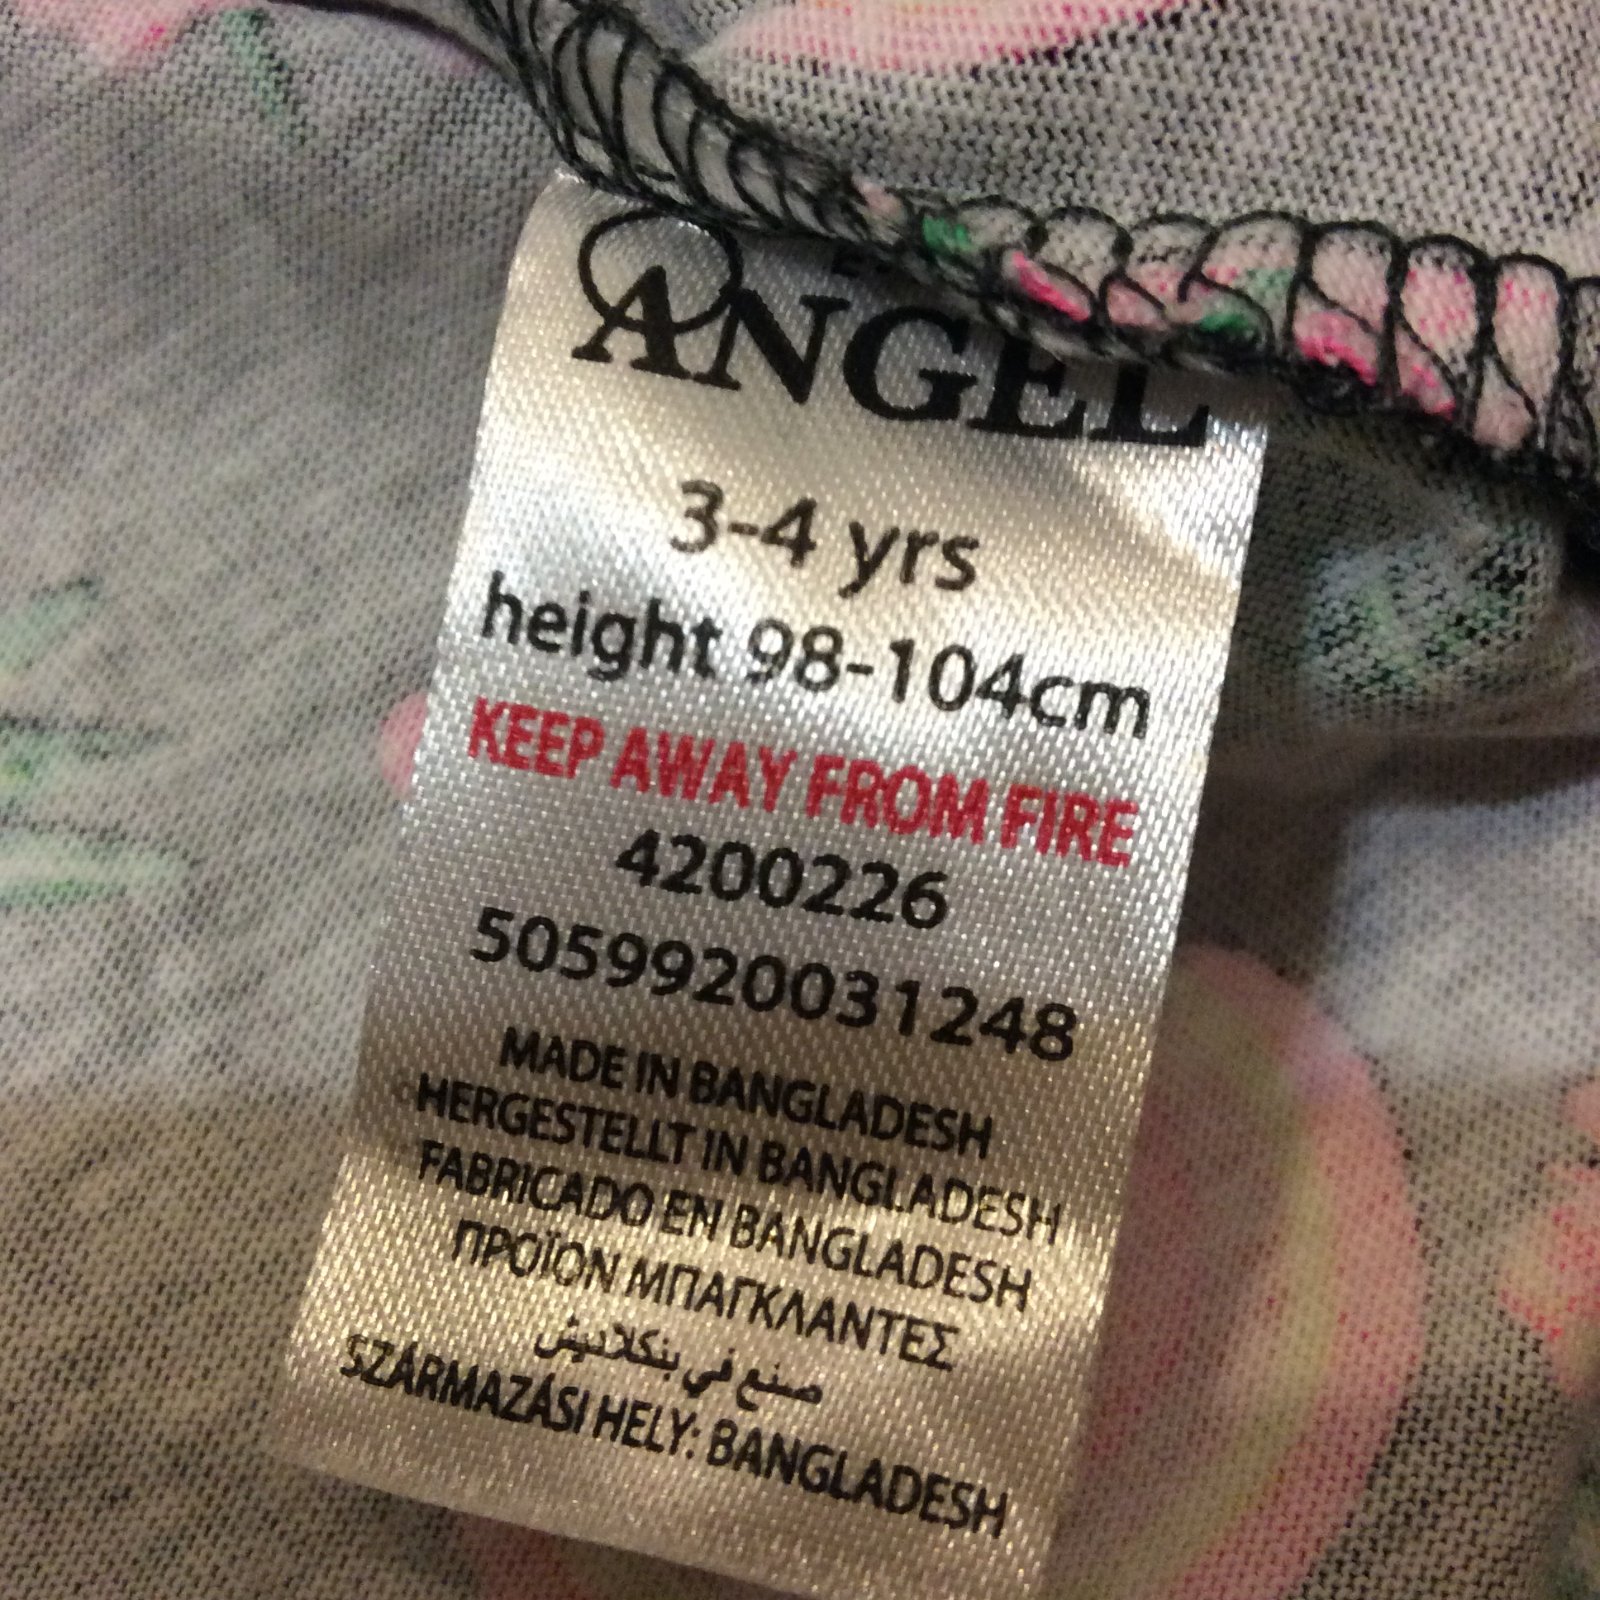 ANGEL
3-4 yrs
height 98-104cm
KEEP AWAY FROM FIRE
4200226
5059920031248
MADE IN BANGLADESH
HERGESTELLT IN BANGLADESH
FABRICADO EN BANGLADESH
ΠΡΟΪΟΝ ΜΠΑΓΚΛΑΝΤΕΣ
صنع في بنكلاديش
SZÁRMAZÁSI HELY: BANGLADESH